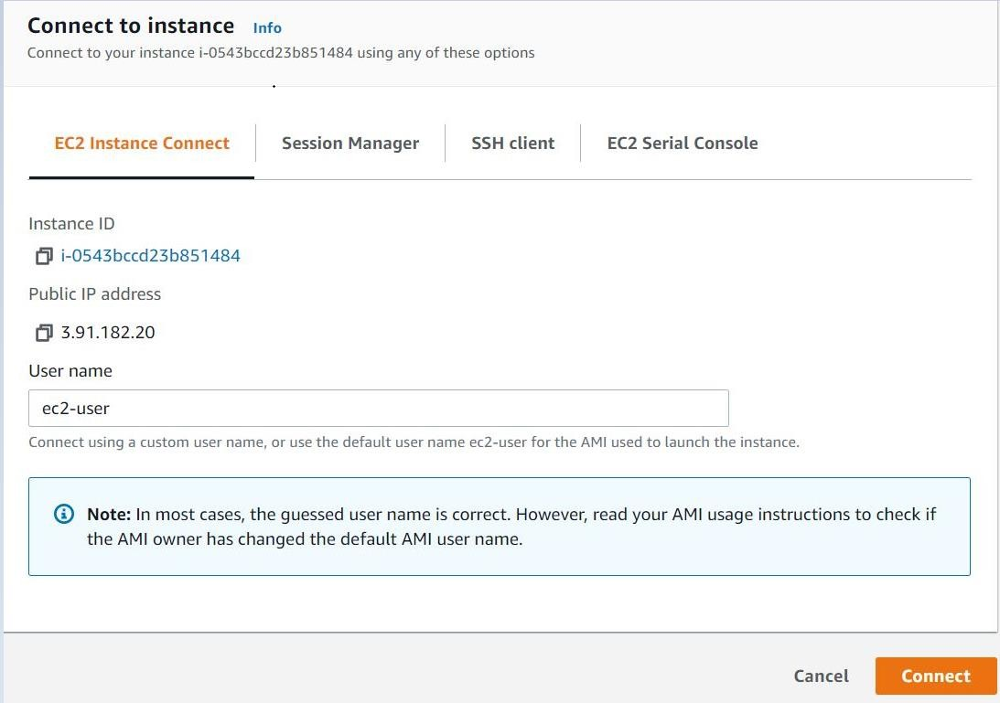 Connect to instance Info
Connect to your instance i-0543bccd23b851484 using any of these options
EC2 Instance Connect
Session Manager
SSH client
EC2 Serial Console
Instance ID
i-0543bccd23b851484
Public IP address
3.91.182.20
User name
ec2-user
Connect using a custom user name, or use the default user name ec2-user for the AMI used to launch the instance.
Note: In most cases, the guessed user name is correct. However, read your AMI usage instructions to check if
the AMI owner has changed the default AMI user name.
Cancel
Connect